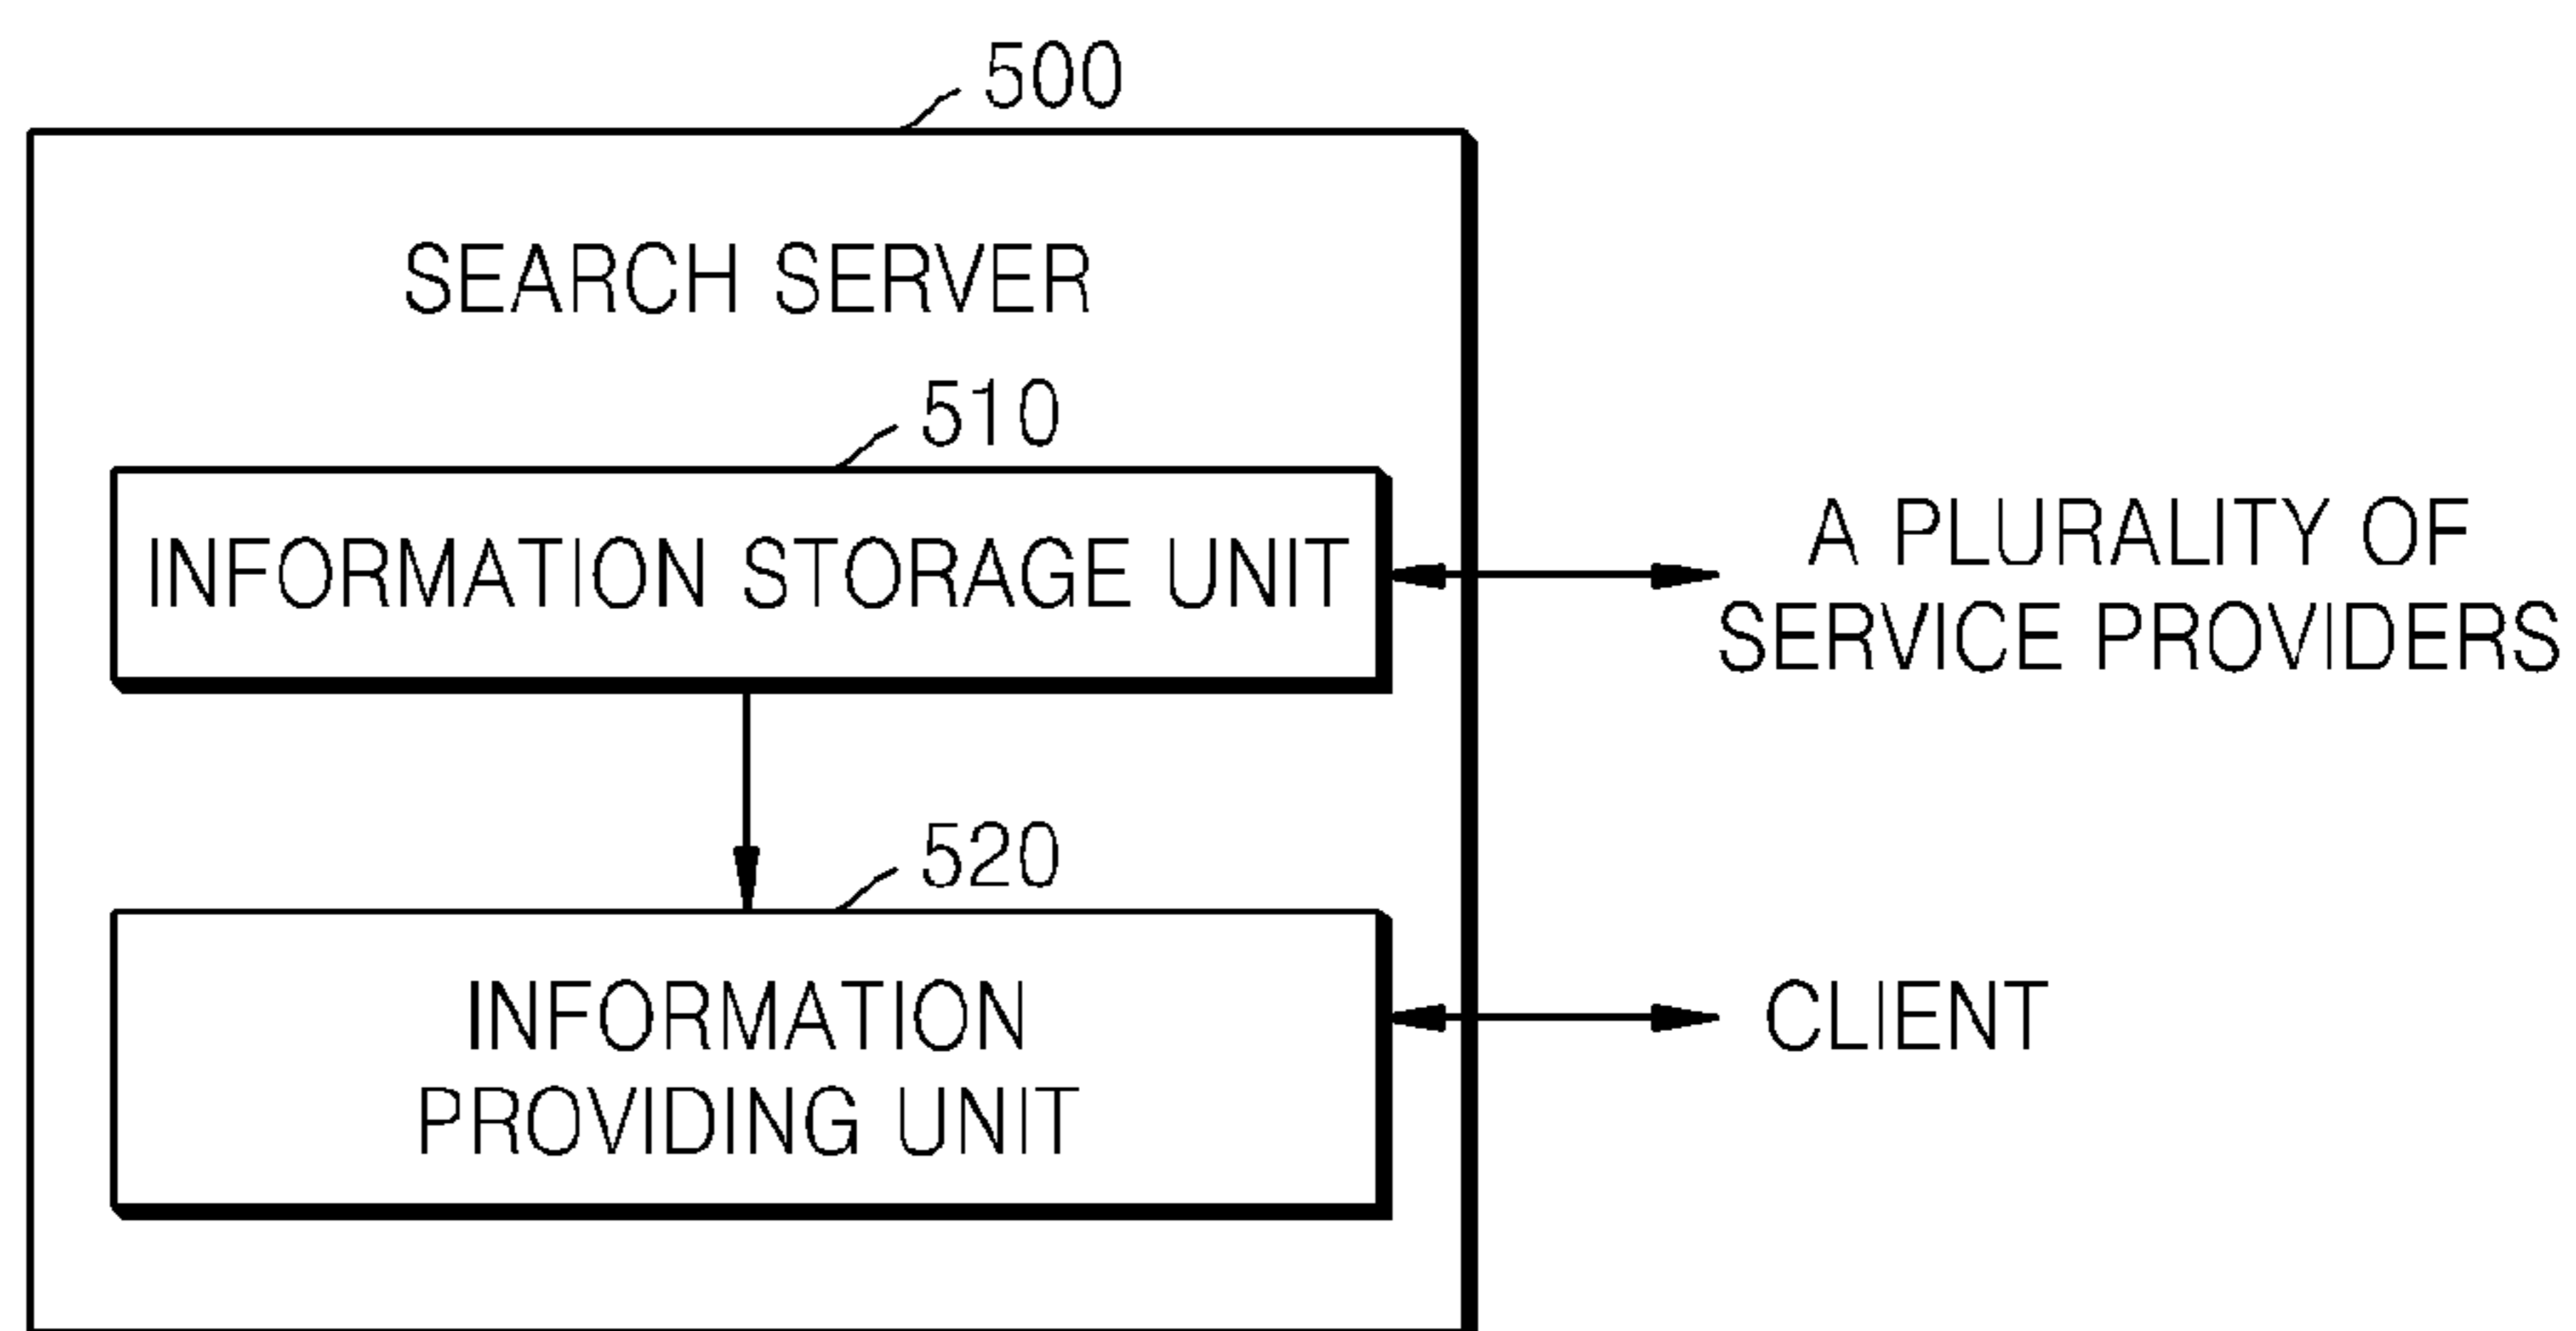 500
SEARCH SERVER
510
INFORMATION STORAGE UNIT
A PLURALITY OF
SERVICE PROVIDERS
520
INFORMATION
PROVIDING UNIT
CLIENT